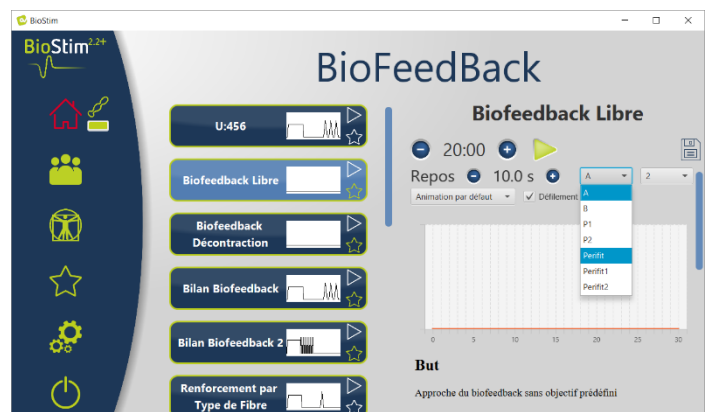 BioStim
BioStim 2.2+
BioFeedBack
U:456
Biofeedback Libre
Biofeedback
Décontraction
Bilan Biofeedback
Bilan Biofeedback 2
Renforcement par
Type de Fibre
Biofeedback Libre
20:00
Repos 10.0 s A 2
Animation par défaut Défilement
A
B
P1
P2
Perifit
Perifit1
Perifit2
0 5 10 15 20 25 30
But
Approche du biofeedback sans objectif prédéfini